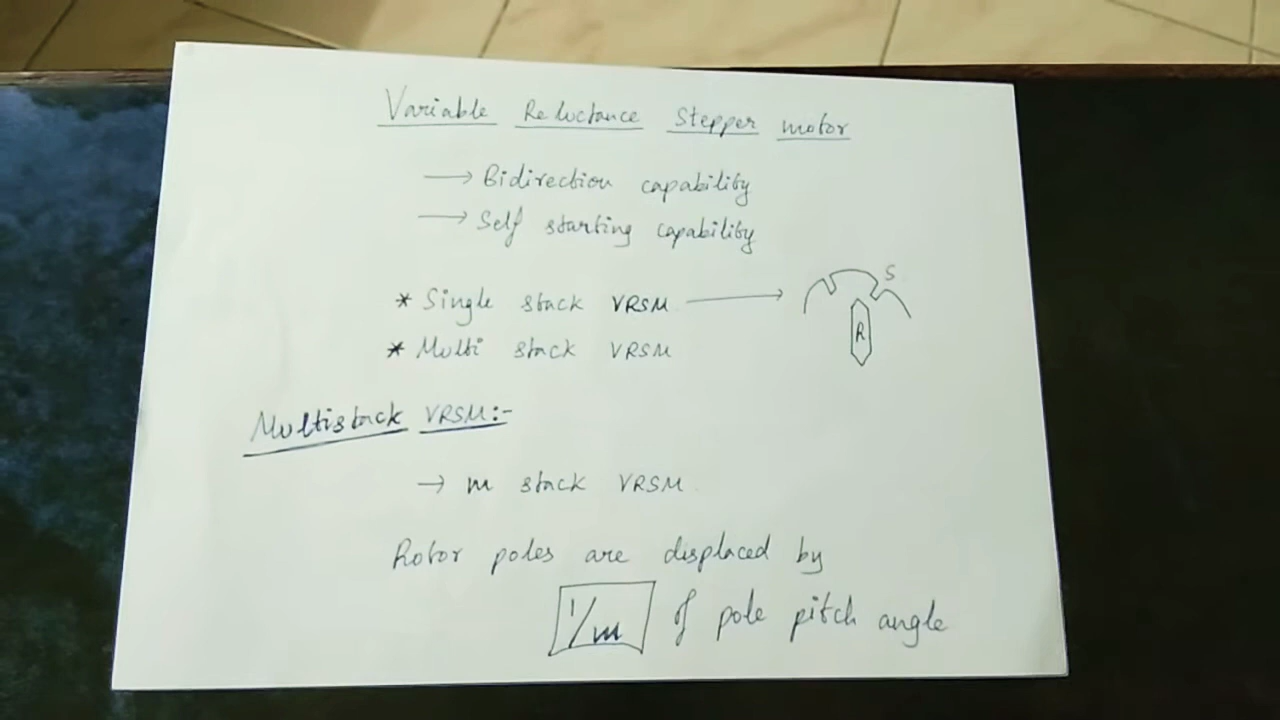 Variable Reluctance Stepper motor
→ Bidirection capability
→ Self starting capability
* Single stack VRSM → S
R
* Multi stack VRSM
Multistack VRSM:-
→ m stack VRSM
Rotor poles are displaced by
1/m of pole pitch angle